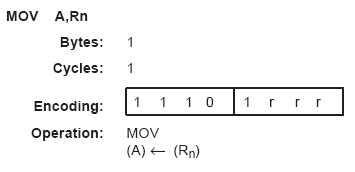 MOV A,Rn
Bytes: 1
Cycles: 1
Encoding: 1 1 1 0 1 r r r
Operation: MOV
(A) ← (Rn)